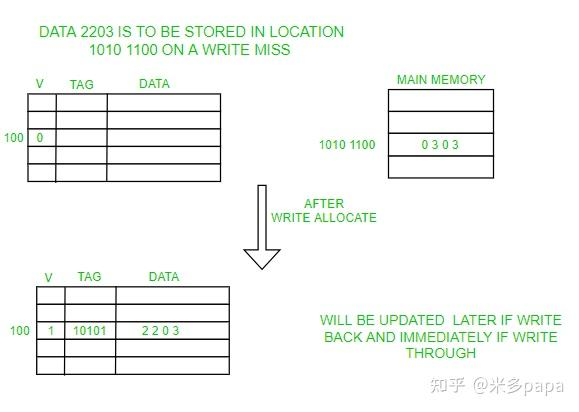 DATA 2203 IS TO BE STORED IN LOCATION
1010 1100 ON A WRITE MISS
V TAG DATA
MAIN MEMORY
100 0
1010 1100 0 3 0 3
AFTER
WRITE ALLOCATE
V TAG DATA
100 1 10101 2 2 0 3
WILL BE UPDATED LATER IF WRITE
BACK AND IMMEDIATELY IF WRITE
THROUGH
知乎 @米多papa